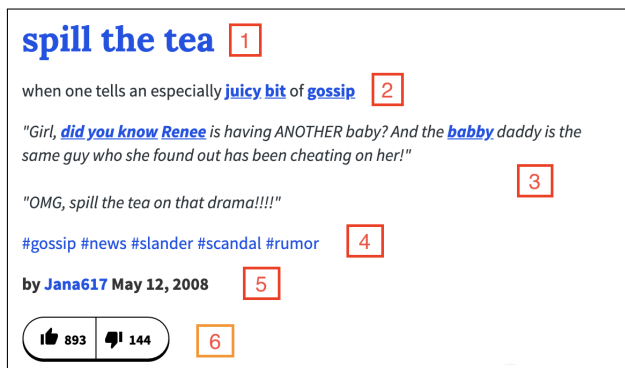 spill the tea 1
when one tells an especially juicy bit of gossip 2
"Girl, did you know Renee is having ANOTHER baby? And the babby daddy is the
same guy who she found out has been cheating on her!"
3
"OMG, spill the tea on that drama!!!!"
#gossip #news #slander #scandal #rumor 4
by Jana617 May 12, 2008 5
893 144 6